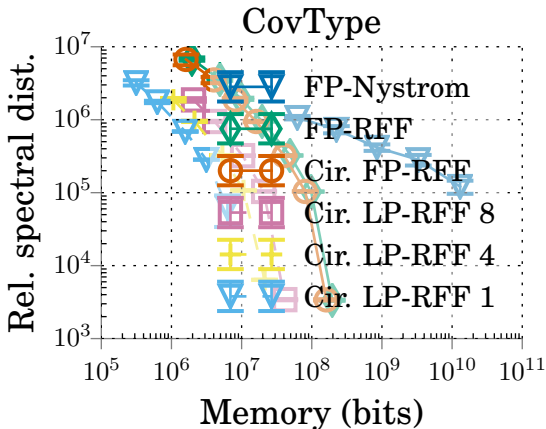 CovType
Rel. spectral dist.
10^7
10^6
10^5
10^4
10^3
FP-Nystrom
FP-RFF
Cir. FP-RFF
Cir. LP-RFF 8
Cir. LP-RFF 4
Cir. LP-RFF 1
10^5 10^6 10^7 10^8 10^9 10^10 10^11
Memory (bits)